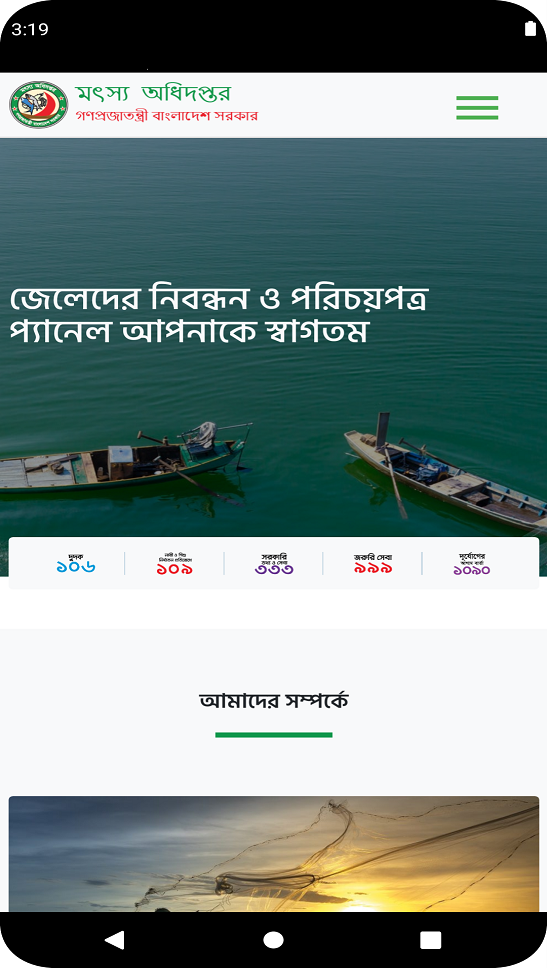 3:19
মৎস্য অধিদপ্তর
গণপ্রজাতন্ত্রী বাংলাদেশ সরকার
জেলেদের নিবন্ধন ও পরিচয়পত্র
প্যানেল আপনাকে স্বাগতম
দুদক
১০৬
নারী ও শিশু
নির্যাতন প্রতিরোধে
১০৯
সরকারি
তথ্য ও সেবা
৩৩৩
জরুরি সেবা
৯৯৯
দূর্যোগের
আগাম বার্তা
১০৯০
আমাদের সম্পর্কে